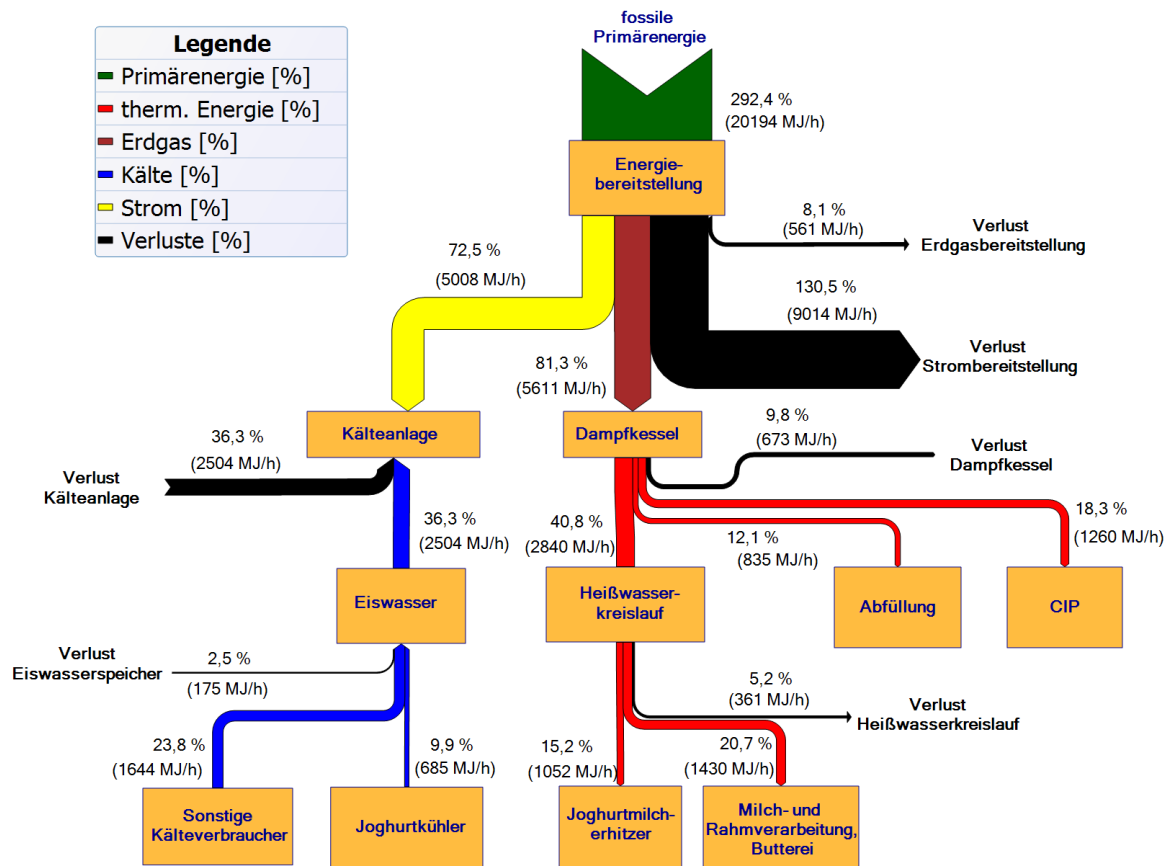 fossile
Primärenergie
Legende
Primärenergie [%]
therm. Energie [%]
Erdgas [%]
Kälte [%]
Strom [%]
Verluste [%]
292,4 %
(20194 MJ/h)
Energie-
bereitstellung
8,1 %
(561 MJ/h)
Verlust
Erdgasbereitstellung
72,5 %
(5008 MJ/h)
130,5 %
(9014 MJ/h)
Verlust
Strombereitstellung
81,3 %
(5611 MJ/h)
Kälteanlage
Dampfkessel
36,3 %
(2504 MJ/h)
Verlust
Kälteanlage
9,8 %
(673 MJ/h)
Verlust
Dampfkessel
36,3 %
(2504 MJ/h)
40,8 %
(2840 MJ/h)
12,1 %
(835 MJ/h)
18,3 %
(1260 MJ/h)
Eiswasser
Heißwasser-
kreislauf
Abfüllung
CIP
Verlust
Eiswasserspeicher
2,5 %
(175 MJ/h)
5,2 %
(361 MJ/h)
Verlust
Heißwasserkreislauf
23,8 %
(1644 MJ/h)
9,9 %
(685 MJ/h)
15,2 %
(1052 MJ/h)
20,7 %
(1430 MJ/h)
Sonstige
Kälteverbraucher
Joghurtkühler
Joghurtmilch-
erhitzer
Milch- und
Rahmverarbeitung,
Butterei